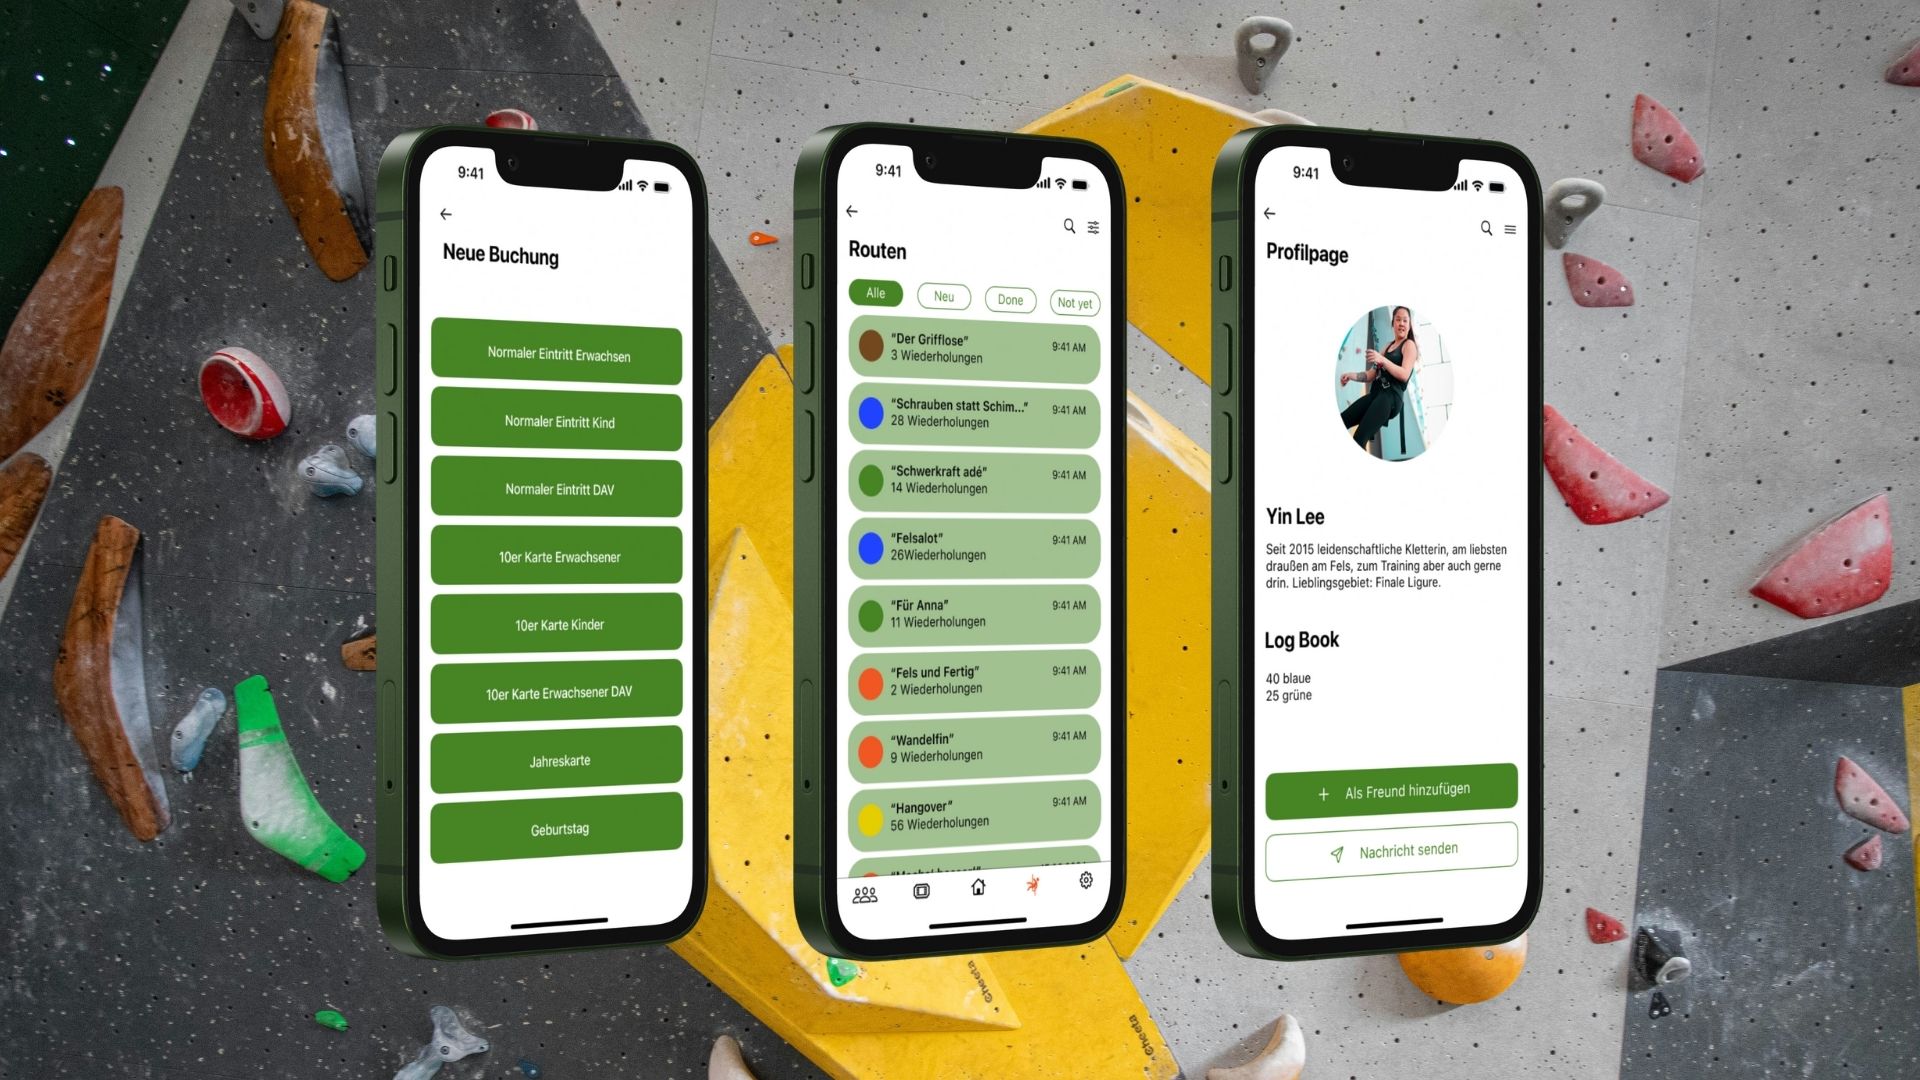 9:41
Neue Buchung
Normaler Eintritt Erwachsen
Normaler Eintritt Kind
Normaler Eintritt DAV
10er Karte Erwachsener
10er Karte Kinder
10er Karte Erwachsener DAV
Jahreskarte
Geburtstag
9:41
Routen
Alle Neu Done Not yet
“Der Grifflose” 9:41 AM
3 Wiederholungen
“Schrauben statt Schim...” 9:41 AM
28 Wiederholungen
“Schwerkraft adé” 9:41 AM
14 Wiederholungen
“Felsalot” 9:41 AM
26Wiederholungen
“Für Anna” 9:41 AM
11 Wiederholungen
“Fels und Fertig” 9:41 AM
2 Wiederholungen
“Wandelfin” 9:41 AM
9 Wiederholungen
“Hangover” 9:41 AM
56 Wiederholungen
9:41
Profilpage
Yin Lee
Seit 2015 leidenschaftliche Kletterin, am liebsten
draußen am Fels, zum Training aber auch gerne
drin. Lieblingsgebiet: Finale Ligure.
Log Book
40 blaue
25 grüne
Als Freund hinzufügen
Nachricht senden
cheeta
cheeta